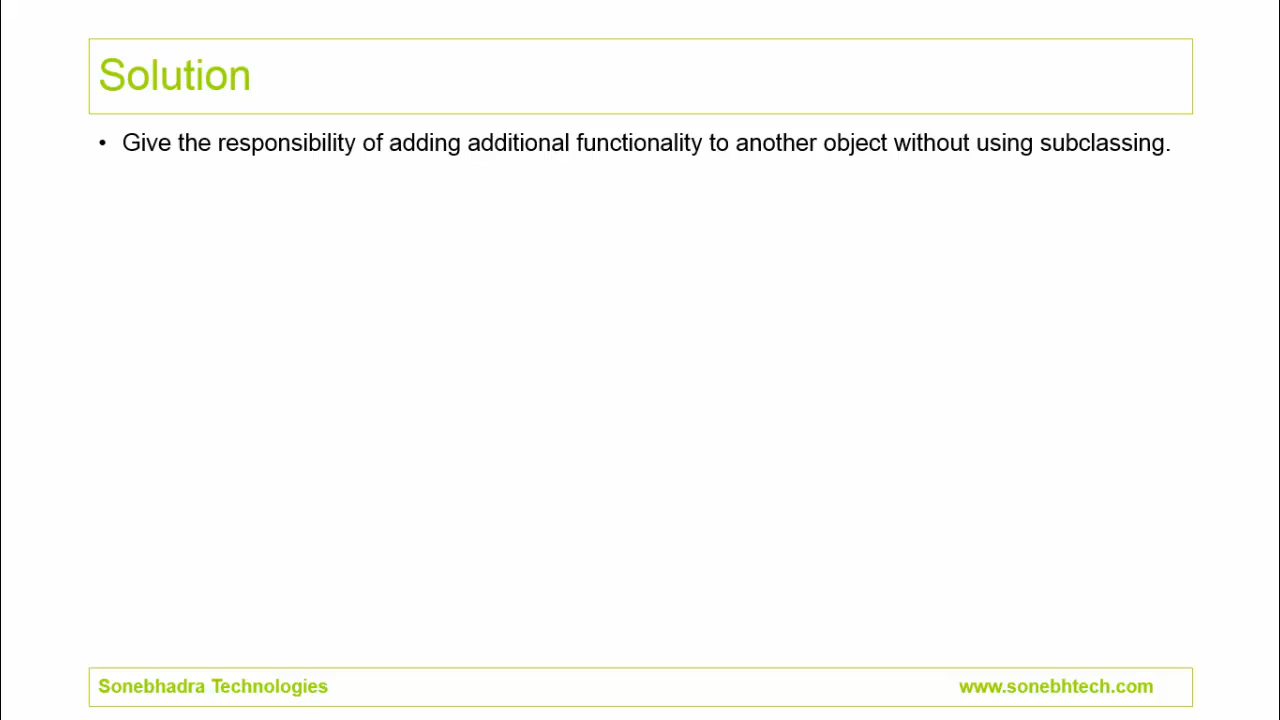 Solution
• Give the responsibility of adding additional functionality to another object without using subclassing.
Sonebhadra Technologies www.sonebhtech.com